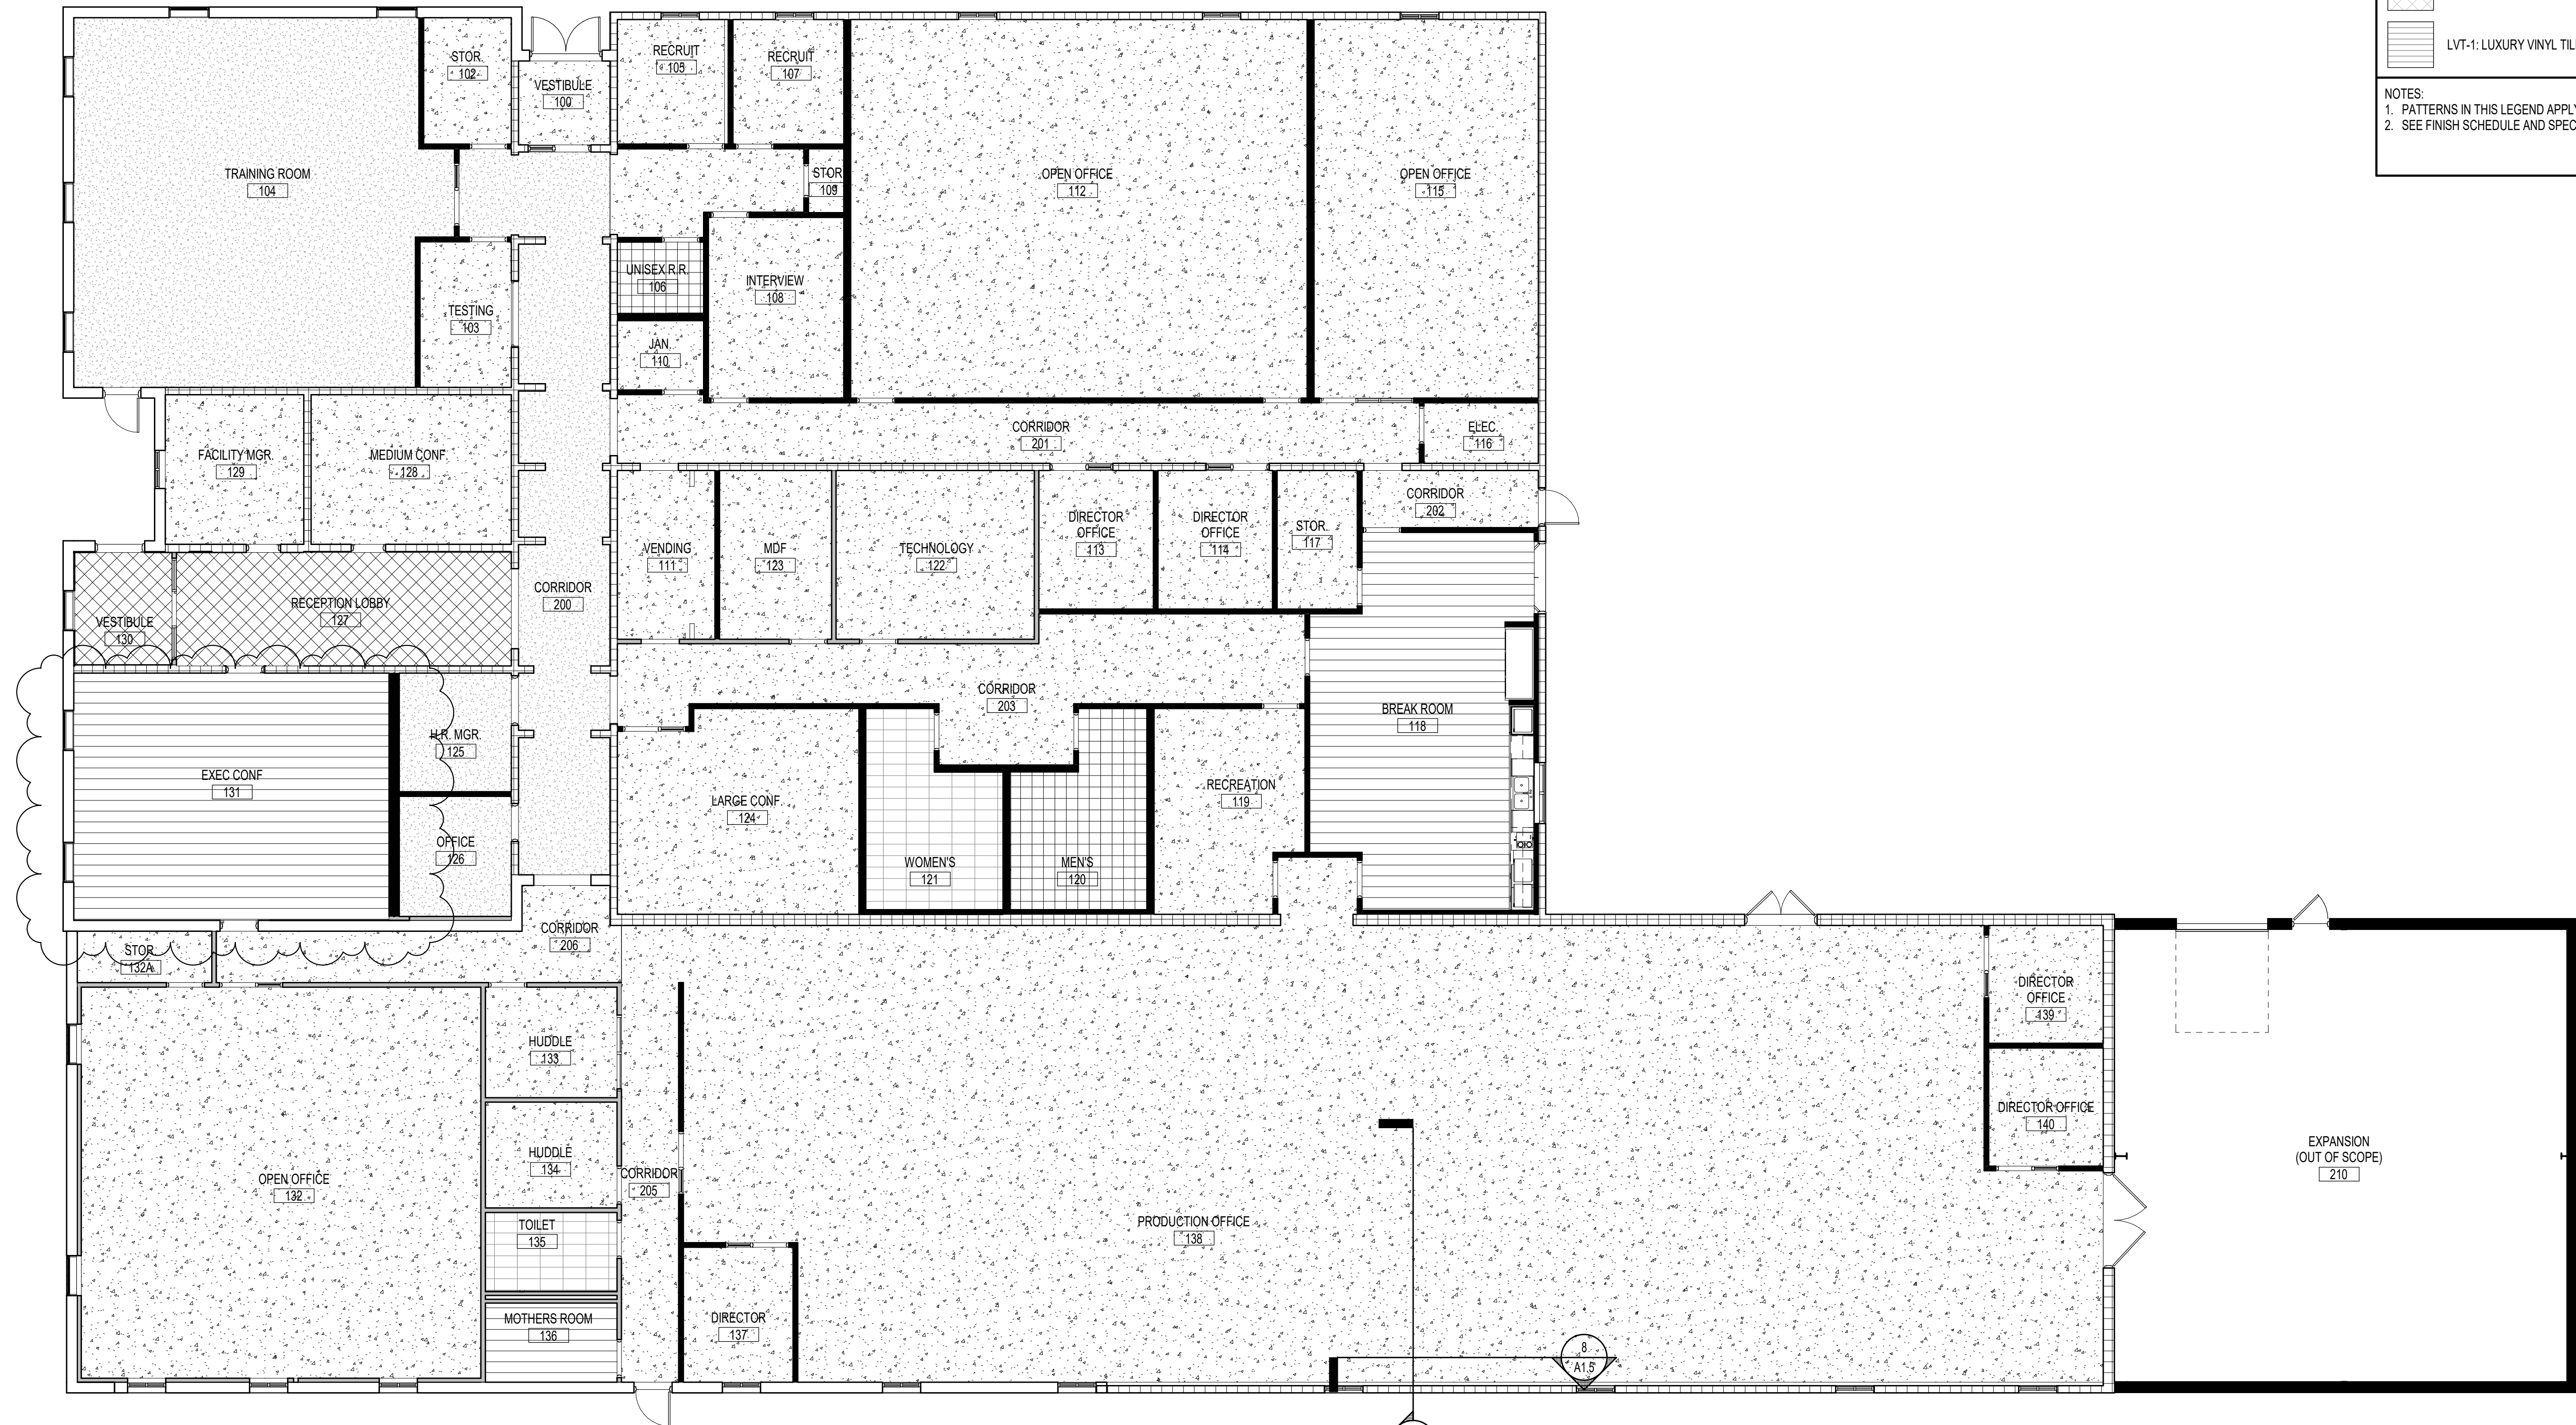 LVT-1: LUXURY VINYL TIL
NOTES:
1. PATTERNS IN THIS LEGEND APPLY
2. SEE FINISH SCHEDULE AND SPEC
STOR.
102
VESTIBULE
100
RECRUIT
105
RECRUIT
107
TRAINING ROOM
104
STOR
109
OPEN OFFICE
112
OPEN OFFICE
115
UNISEX R.R.
106
INTERVIEW
108
TESTING
103
JAN.
110
CORRIDOR
201
ELEC.
116
FACILITY MGR.
129
MEDIUM CONF.
128
CORRIDOR
202
DIRECTOR
OFFICE
113
DIRECTOR
OFFICE
114
STOR.
117
VENDING
111
MDF
123
TECHNOLOGY
122
CORRIDOR
200
RECEPTION LOBBY
127
VESTIBULE
130
CORRIDOR
203
BREAK ROOM
118
H.R. MGR.
125
EXEC CONF
131
LARGE CONF.
124
RECREATION
119
OFFICE
126
WOMEN'S
121
MEN'S
120
CORRIDOR
206
STOR.
132A
DIRECTOR
OFFICE
139
HUDDLE
133
DIRECTOR OFFICE
140
EXPANSION
(OUT OF SCOPE)
210
HUDDLE
134
OPEN OFFICE
132
CORRIDOR
205
TOILET
135
PRODUCTION OFFICE
138
MOTHERS ROOM
136
DIRECTOR
137
8
A1.5